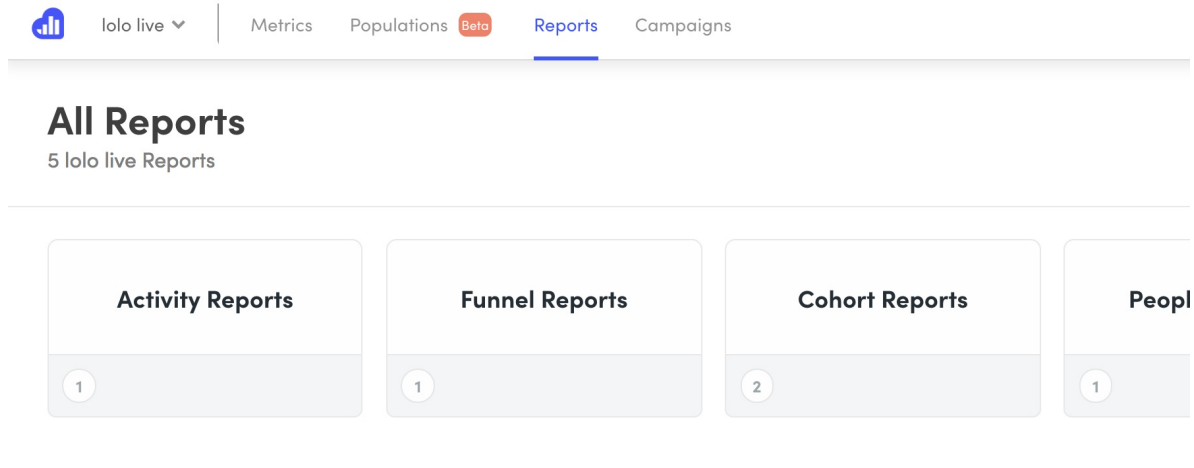 lolo live Metrics Populations Beta Reports Campaigns
All Reports
5 lolo live Reports
Activity Reports Funnel Reports Cohort Reports Peopl
1 1 2 1